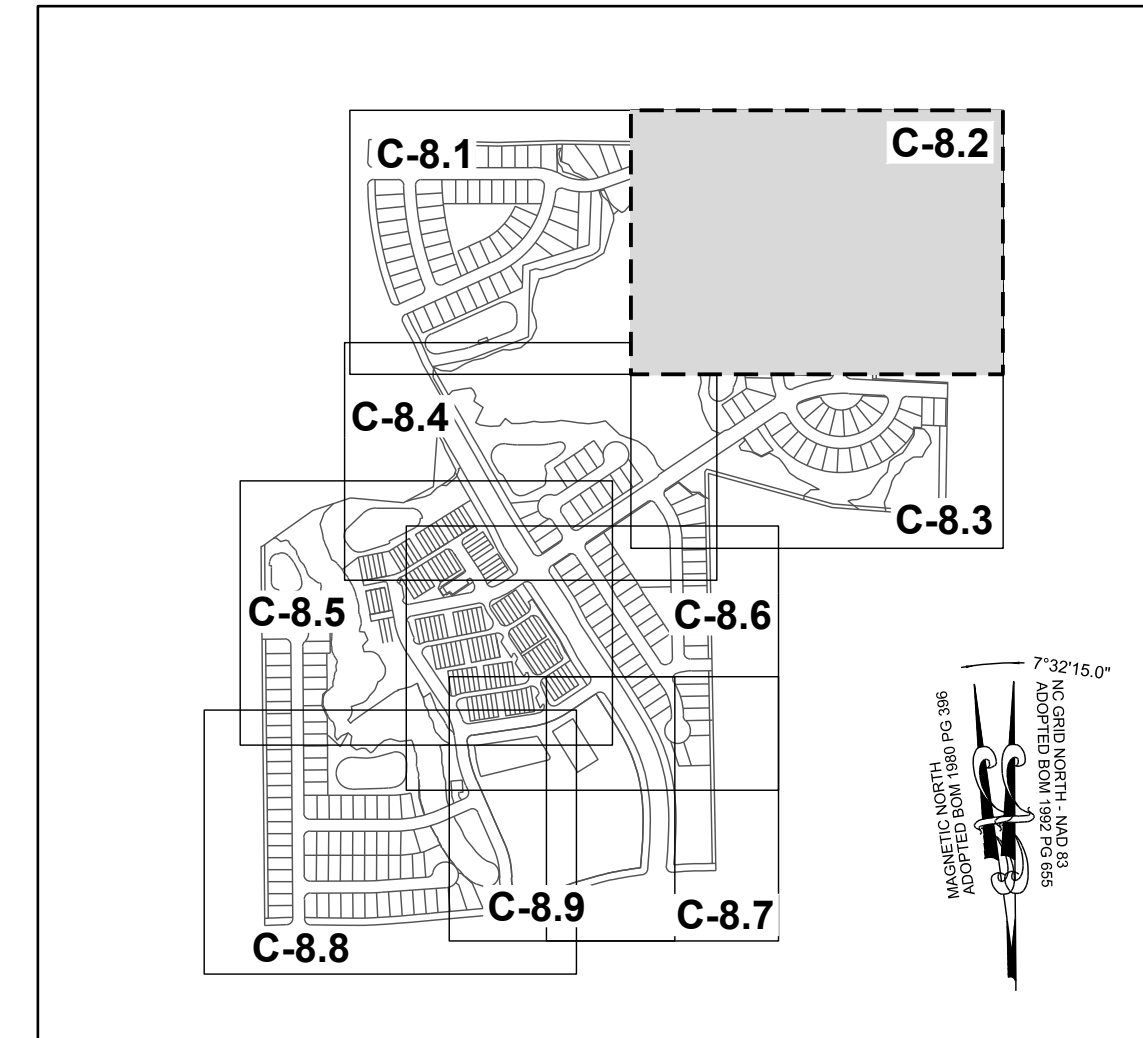 C-8.1
C-8.2
C-8.4
C-8.3
C-8.5
C-8.6
7°32'15.0"
NC GRID NORTH - NAD 83
ADOPTED BOM 1992 PG 655
MAGNETIC NORTH
ADOPTED BOM 1980 PG 396
C-8.9
C-8.7
C-8.8